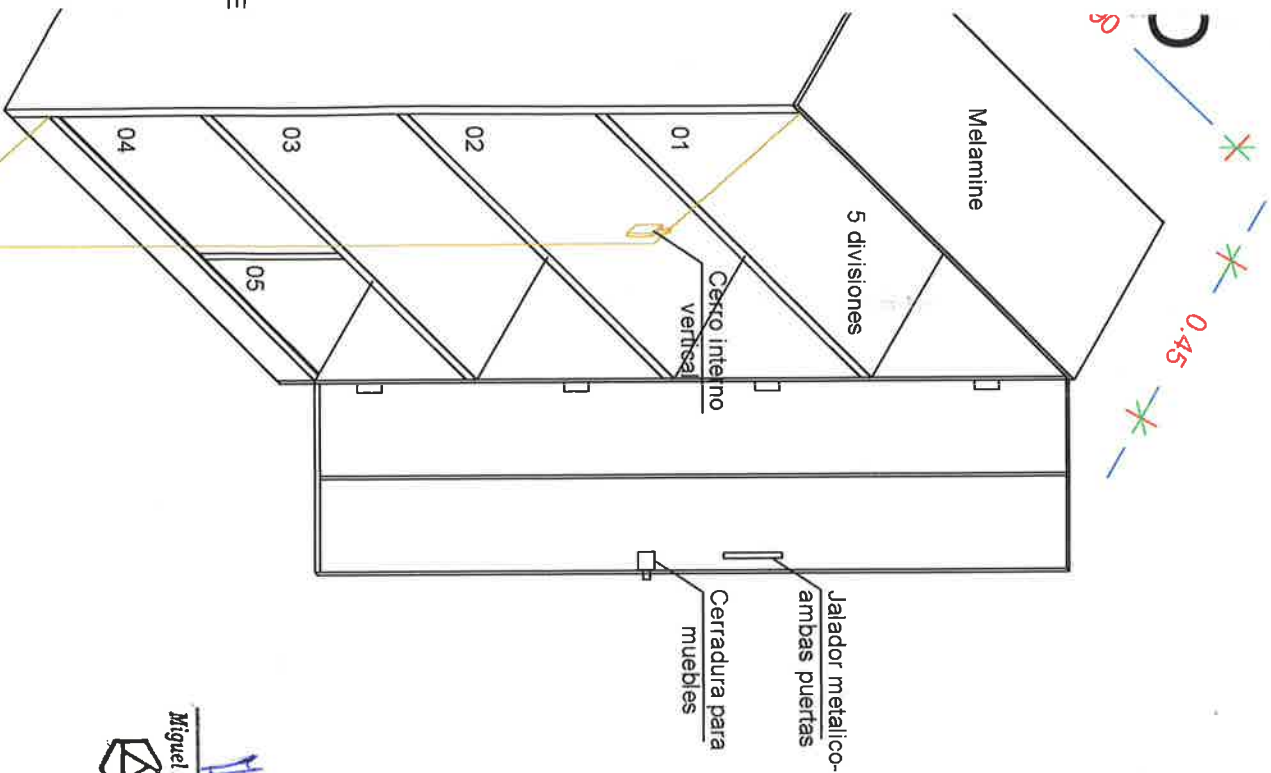 Melamine
5 divisiones
01
02
03
04
05
Cerro interno
vertical
Jalador metalico-
ambas puertas
Cerradura para
muebles
0.45
Miguel